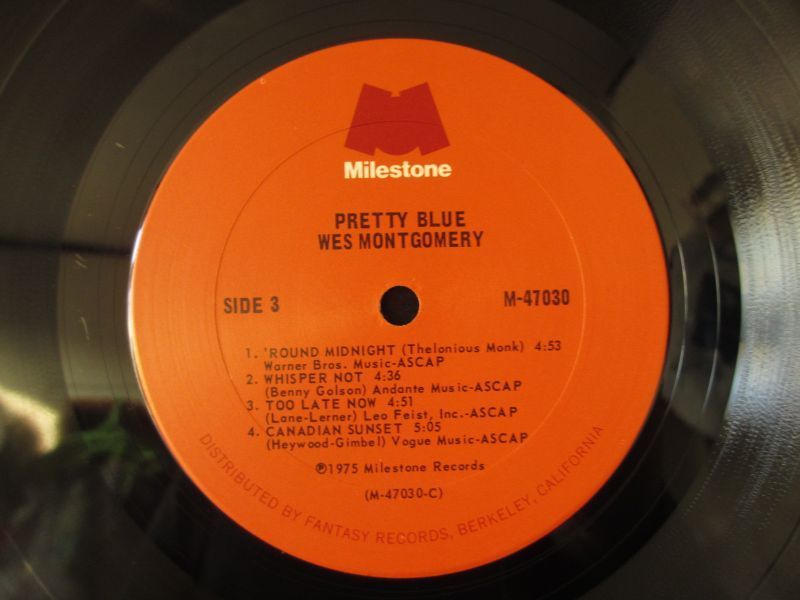 Milestone
PRETTY BLUE
WES MONTGOMERY
SIDE 3
M-47030
1. 'ROUND MIDNIGHT (Thelonious Monk) 4:53
Warner Bros. Music-ASCAP
2. WHISPER NOT 4:36
(Benny Golson) Andante Music-ASCAP
3. TOO LATE NOW 4:51
(Lane-Lerner) Leo Feist, Inc.-ASCAP
4. CANADIAN SUNSET 5:05
(Heywood-Gimbel) Vogue Music-ASCAP
℗1975 Milestone Records
(M-47030-C)
DISTRIBUTED BY FANTASY RECORDS, BERKELEY, CALIFORNIA